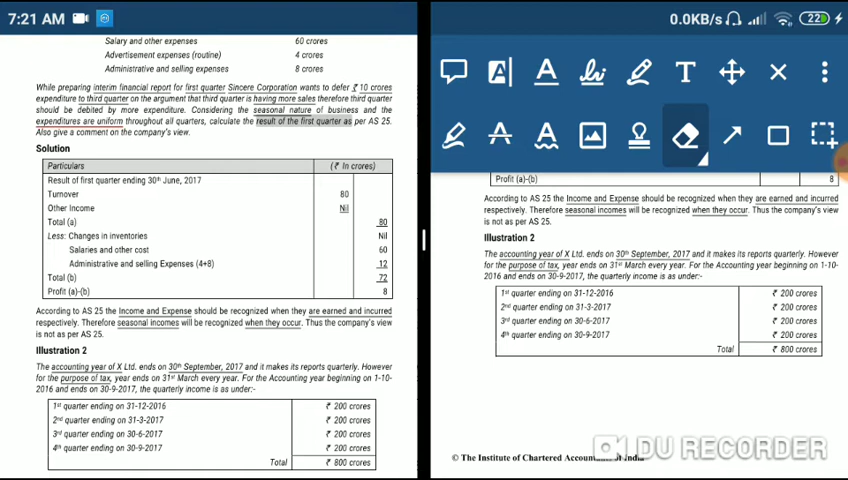 7:21 AM
0.0KB/s
22
Salary and other expenses 60 crores
Advertisement expenses (routine) 4 crores
Administrative and selling expenses 8 crores
While preparing interim financial report for first quarter Sincere Corporation wants to defer ₹ 10 crores
expenditure to third quarter on the argument that third quarter is having more sales therefore third quarter
should be debited by more expenditure. Considering the seasonal nature of business and the
expenditures are uniform throughout all quarters, calculate the result of the first quarter as per AS 25.
Also give a comment on the company's view.
Solution
Particulars (₹ In crores)
Result of first quarter ending 30th June, 2017
Turnover 80
Other Income Nil
Total (a) 80
Less: Changes in inventories Nil
Salaries and other cost 60
Administrative and selling Expenses (4+8) 12
Total (b) 72
Profit (a)-(b) 8
According to AS 25 the Income and Expense should be recognized when they are earned and incurred
respectively. Therefore seasonal incomes will be recognized when they occur. Thus the company's view
is not as per AS 25.
Illustration 2
The accounting year of X Ltd. ends on 30th September, 2017 and it makes its reports quarterly. However
for the purpose of tax, year ends on 31st March every year. For the Accounting year beginning on 1-10-
2016 and ends on 30-9-2017, the quarterly income is as under:-
1st quarter ending on 31-12-2016 ₹ 200 crores
2nd quarter ending on 31-3-2017 ₹ 200 crores
3rd quarter ending on 30-6-2017 ₹ 200 crores
4th quarter ending on 30-9-2017 ₹ 200 crores
Total ₹ 800 crores
Profit (a)-(b) 8
According to AS 25 the Income and Expense should be recognized when they are earned and incurred
respectively. Therefore seasonal incomes will be recognized when they occur. Thus the company's view
is not as per AS 25.
Illustration 2
The accounting year of X Ltd. ends on 30th September, 2017 and it makes its reports quarterly. However
for the purpose of tax, year ends on 31st March every year. For the Accounting year beginning on 1-10-
2016 and ends on 30-9-2017, the quarterly income is as under:-
1st quarter ending on 31-12-2016 ₹ 200 crores
2nd quarter ending on 31-3-2017 ₹ 200 crores
3rd quarter ending on 30-6-2017 ₹ 200 crores
4th quarter ending on 30-9-2017 ₹ 200 crores
Total ₹ 800 crores
DU RECORDER
© The Institute of Chartered Accountants of India